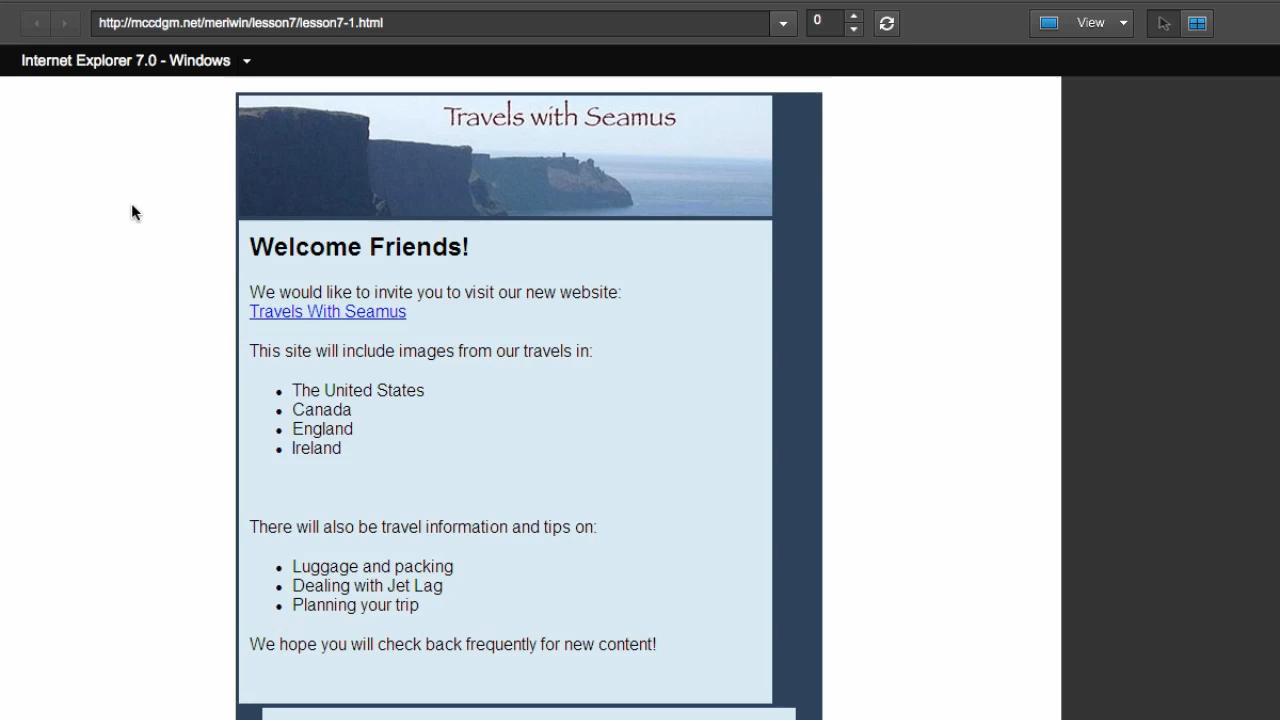 http://mccdgm.net/meriwin/lesson7/lesson7-1.html
0
View
Internet Explorer 7.0 - Windows
Travels with Seamus
Welcome Friends!
We would like to invite you to visit our new website:
Travels With Seamus
This site will include images from our travels in:
The United States
Canada
England
Ireland
There will also be travel information and tips on:
Luggage and packing
Dealing with Jet Lag
Planning your trip
We hope you will check back frequently for new content!